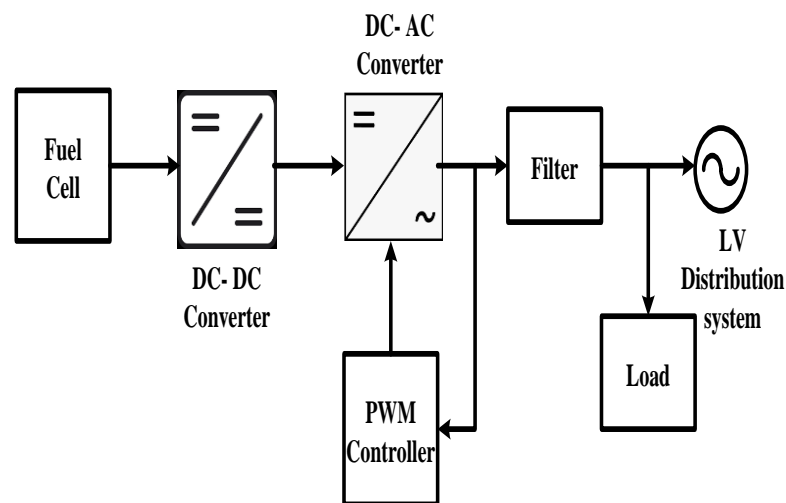 DC- AC
Converter
Fuel
Cell
Filter
DC- DC
Converter
LV
Distribution
system
PWM
Controller
Load